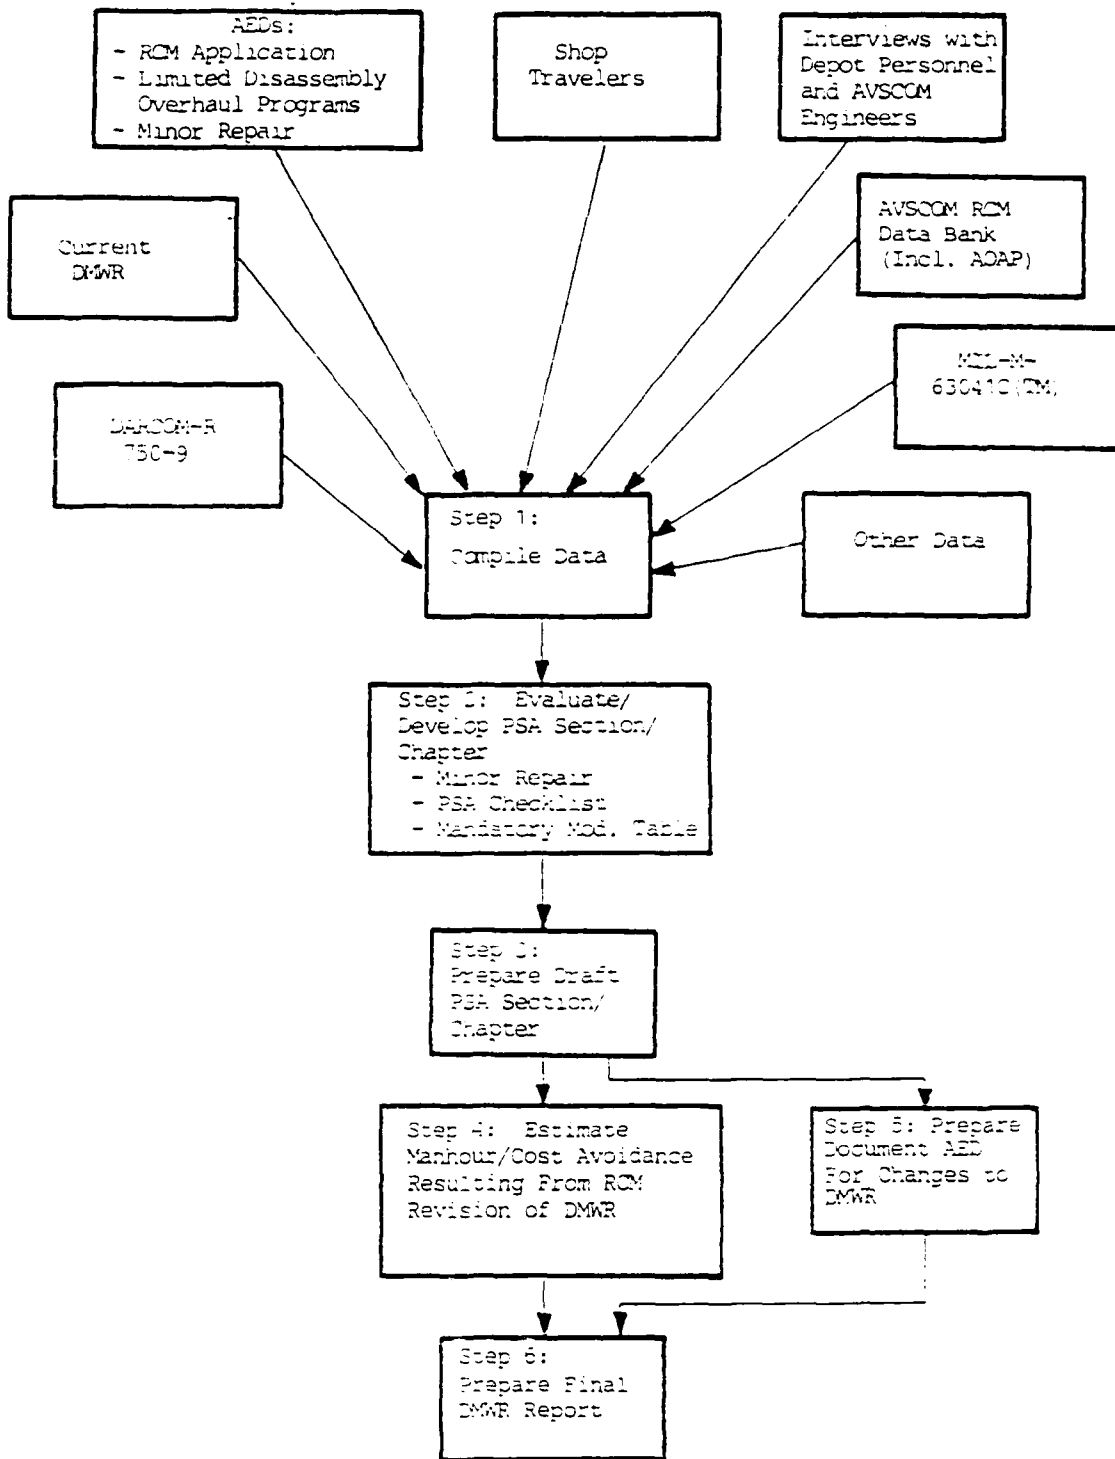 AEDs:
- RCM Application
- Limited Disassembly
Overhaul Programs
- Minor Repair
Shop
Travelers
Interviews with
Depot Personnel
and AVSCOM
Engineers
Current
DMWR
AVSCOM RCM
Data Bank
(Incl. AOAP)
DARCOM-R
750-9
MIL-M-
63041C(TM)
Step 1:
Compile Data
Other Data
Step 2: Evaluate/
Develop PSA Section/
Chapter
- Minor Repair
- PSA Checklist
- Mandatory Mod. Table
Step 3:
Prepare Draft
PSA Section/
Chapter
Step 4: Estimate
Manhour/Cost Avoidance
Resulting From RCM
Revision of DMWR
Step 5: Prepare
Document AED
For Changes to
DMWR
Step 6:
Prepare Final
DMWR Report